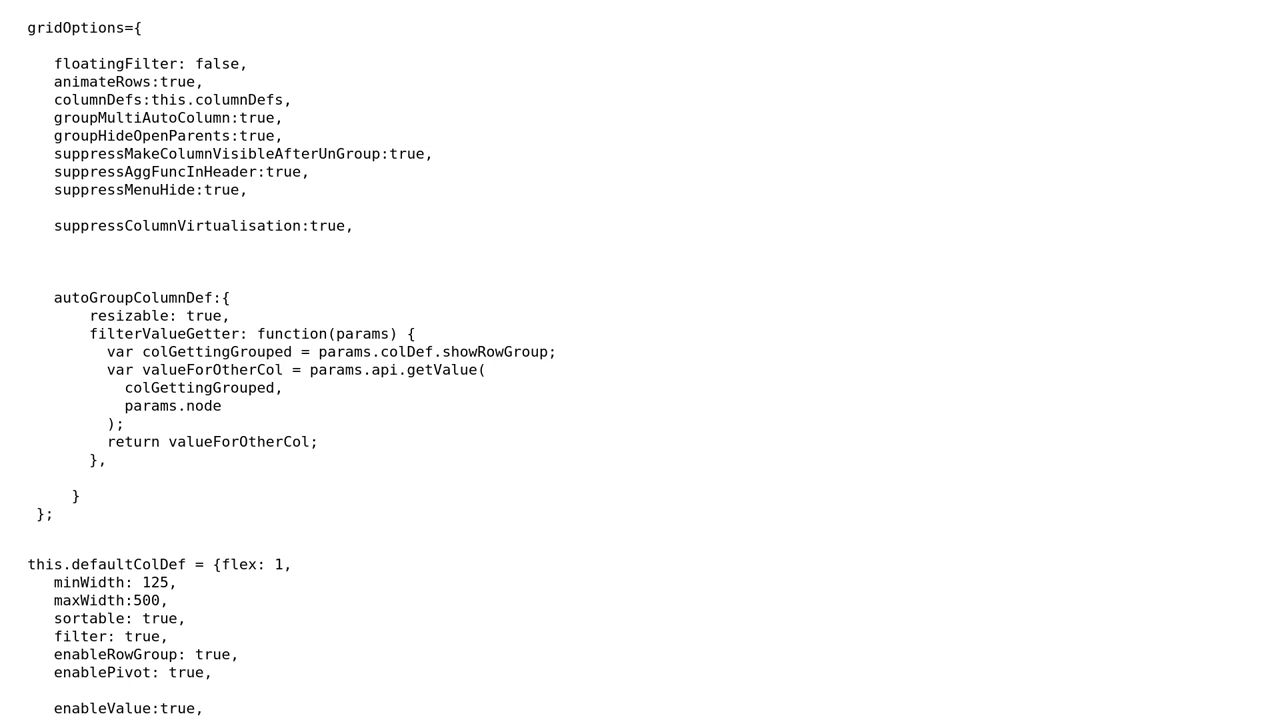 gridOptions={
floatingFilter: false,
animateRows:true,
columnDefs:this.columnDefs,
groupMultiAutoColumn:true,
groupHideOpenParents:true,
suppressMakeColumnVisibleAfterUnGroup:true,
suppressAggFuncInHeader:true,
suppressMenuHide:true,
suppressColumnVirtualisation:true,
autoGroupColumnDef:{
resizable: true,
filterValueGetter: function(params) {
var colGettingGrouped = params.colDef.showRowGroup;
var valueForOtherCol = params.api.getValue(
colGettingGrouped,
params.node
);
return valueForOtherCol;
},
}
};
this.defaultColDef = {flex: 1,
minWidth: 125,
maxWidth:500,
sortable: true,
filter: true,
enableRowGroup: true,
enablePivot: true,
enableValue:true,